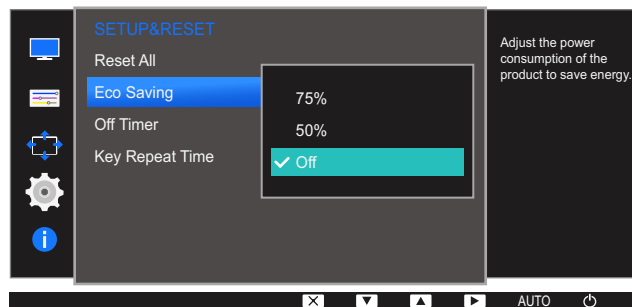 SETUP&RESET
Reset All
Eco Saving
Off Timer
Key Repeat Time
75%
50%
Off
Adjust the power
consumption of the
product to save energy.
AUTO